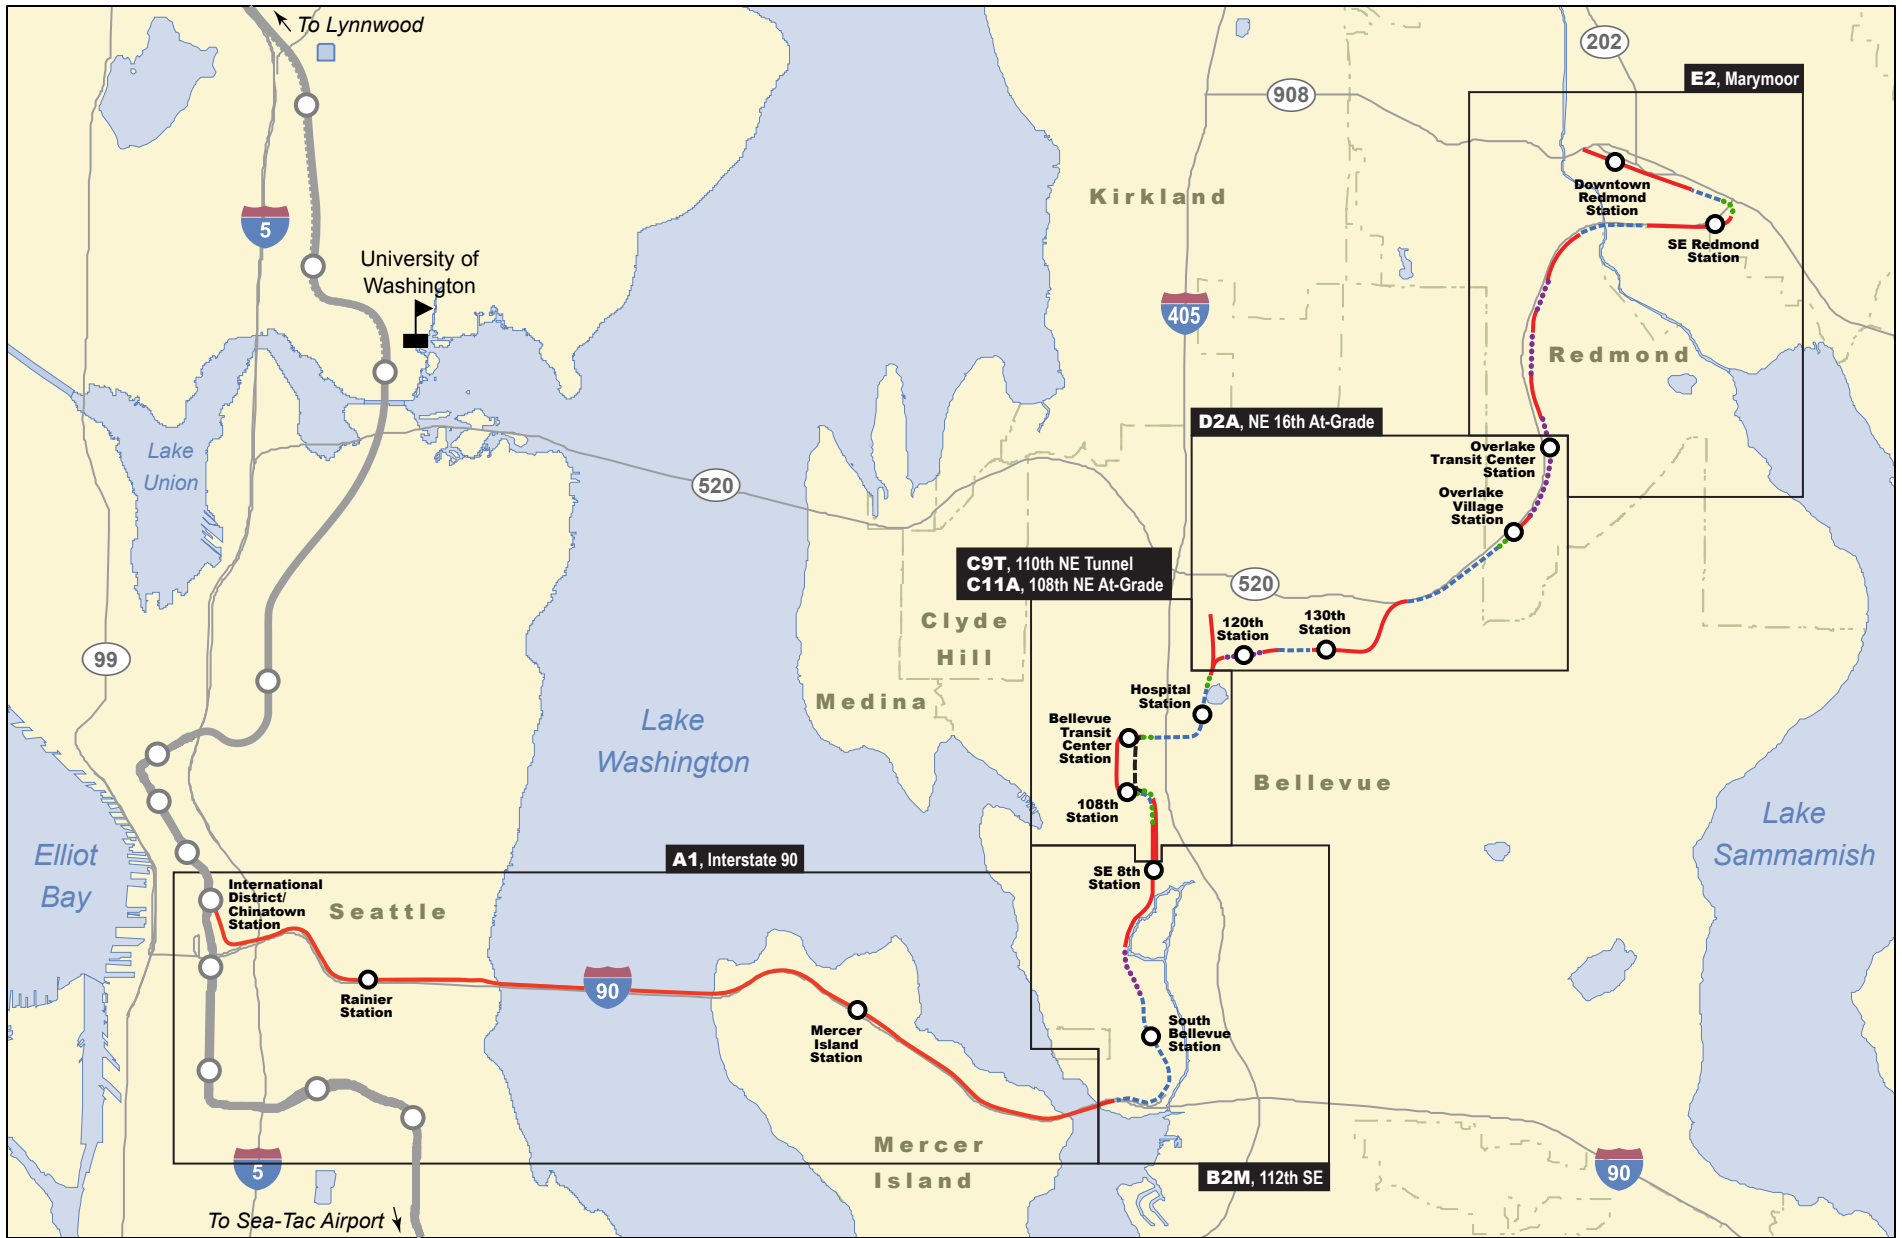 To Lynnwood
202
E2, Marymoor
908
Kirkland
Downtown
Redmond
Station
SE Redmond
Station
5
University of
Washington
405
Redmond
D2A, NE 16th At-Grade
Overlake
Transit Center
Station
Overlake
Village
Station
Lake
Union
520
C9T, 110th NE Tunnel
C11A, 108th NE At-Grade
520
120th
Station
130th
Station
Clyde
Hill
99
Medina
Hospital
Station
Bellevue
Transit
Center
Station
Lake
Washington
Bellevue
108th
Station
Lake
Sammamish
Elliot
Bay
A1, Interstate 90
SE 8th
Station
International
District/
Chinatown
Station
Seattle
90
Rainier
Station
Mercer
Island
Station
South
Bellevue
Station
Mercer
Island
5
B2M, 112th SE
90
To Sea-Tac Airport